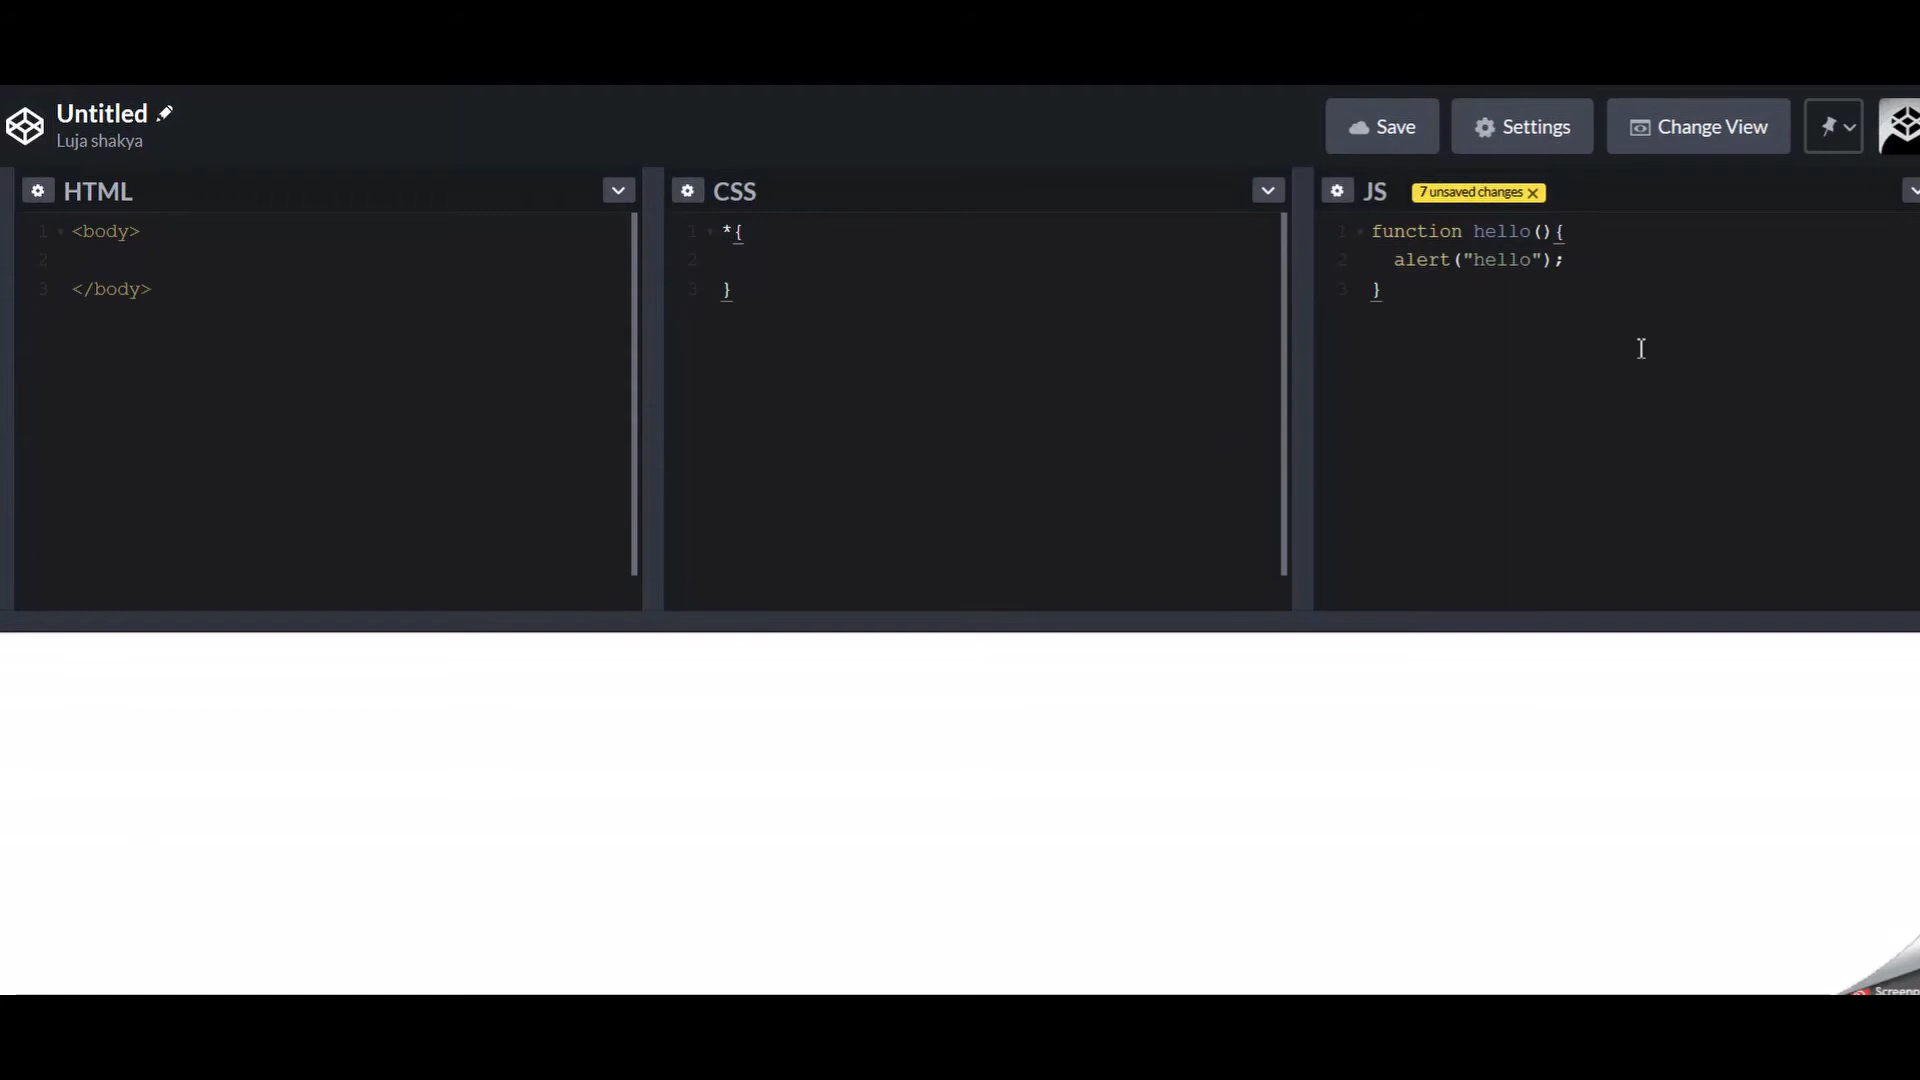 Untitled
Luja shakya
Save
Settings
Change View
HTML
1 <body>
2
3 </body>
CSS
1 *{
2
3 }
JS
7 unsaved changes
1 function hello(){
2 alert("hello");
3 }